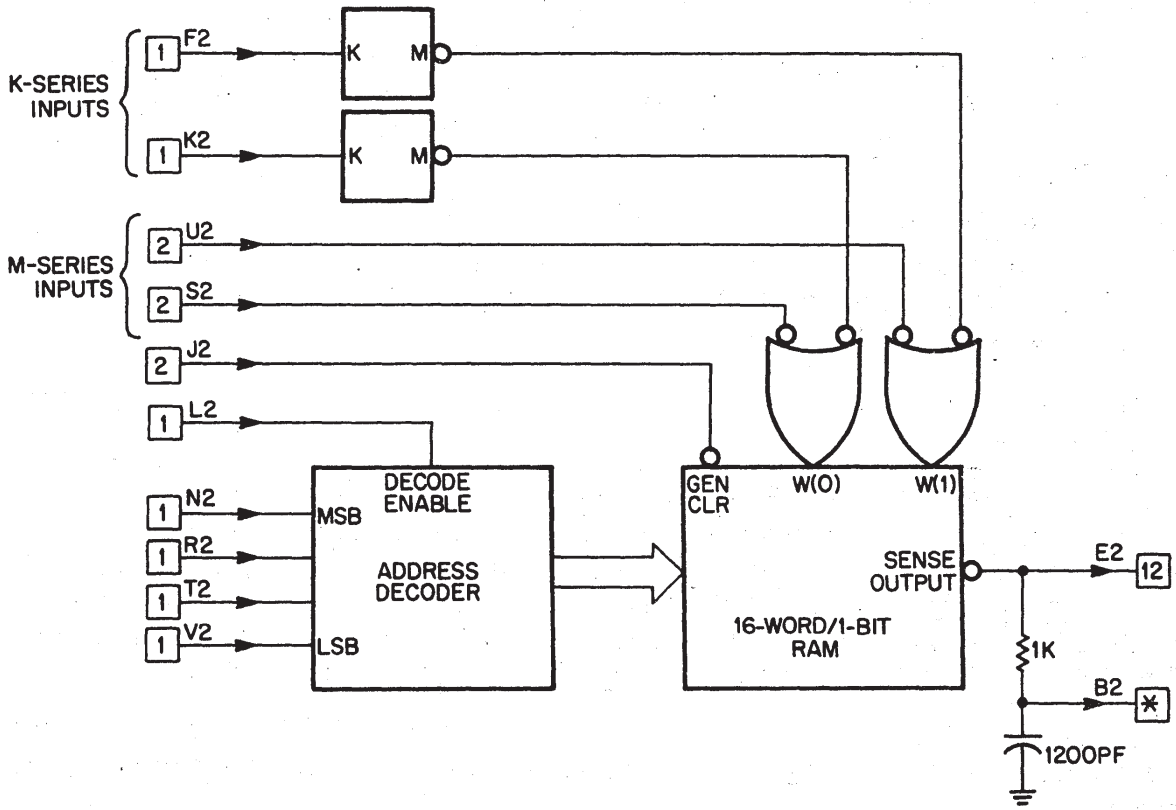 K-SERIES
INPUTS
1 F2
K M
1 K2
K M
M-SERIES
INPUTS
2 U2
2 S2
2 J2
1 L2
DECODE
ENABLE
1 N2
MSB
1 R2
1 T2
1 V2
LSB
ADDRESS
DECODER
GEN
CLR
W(0)
W(1)
SENSE
OUTPUT
16-WORD/1-BIT
RAM
E2
12
1K
B2
*
1200PF